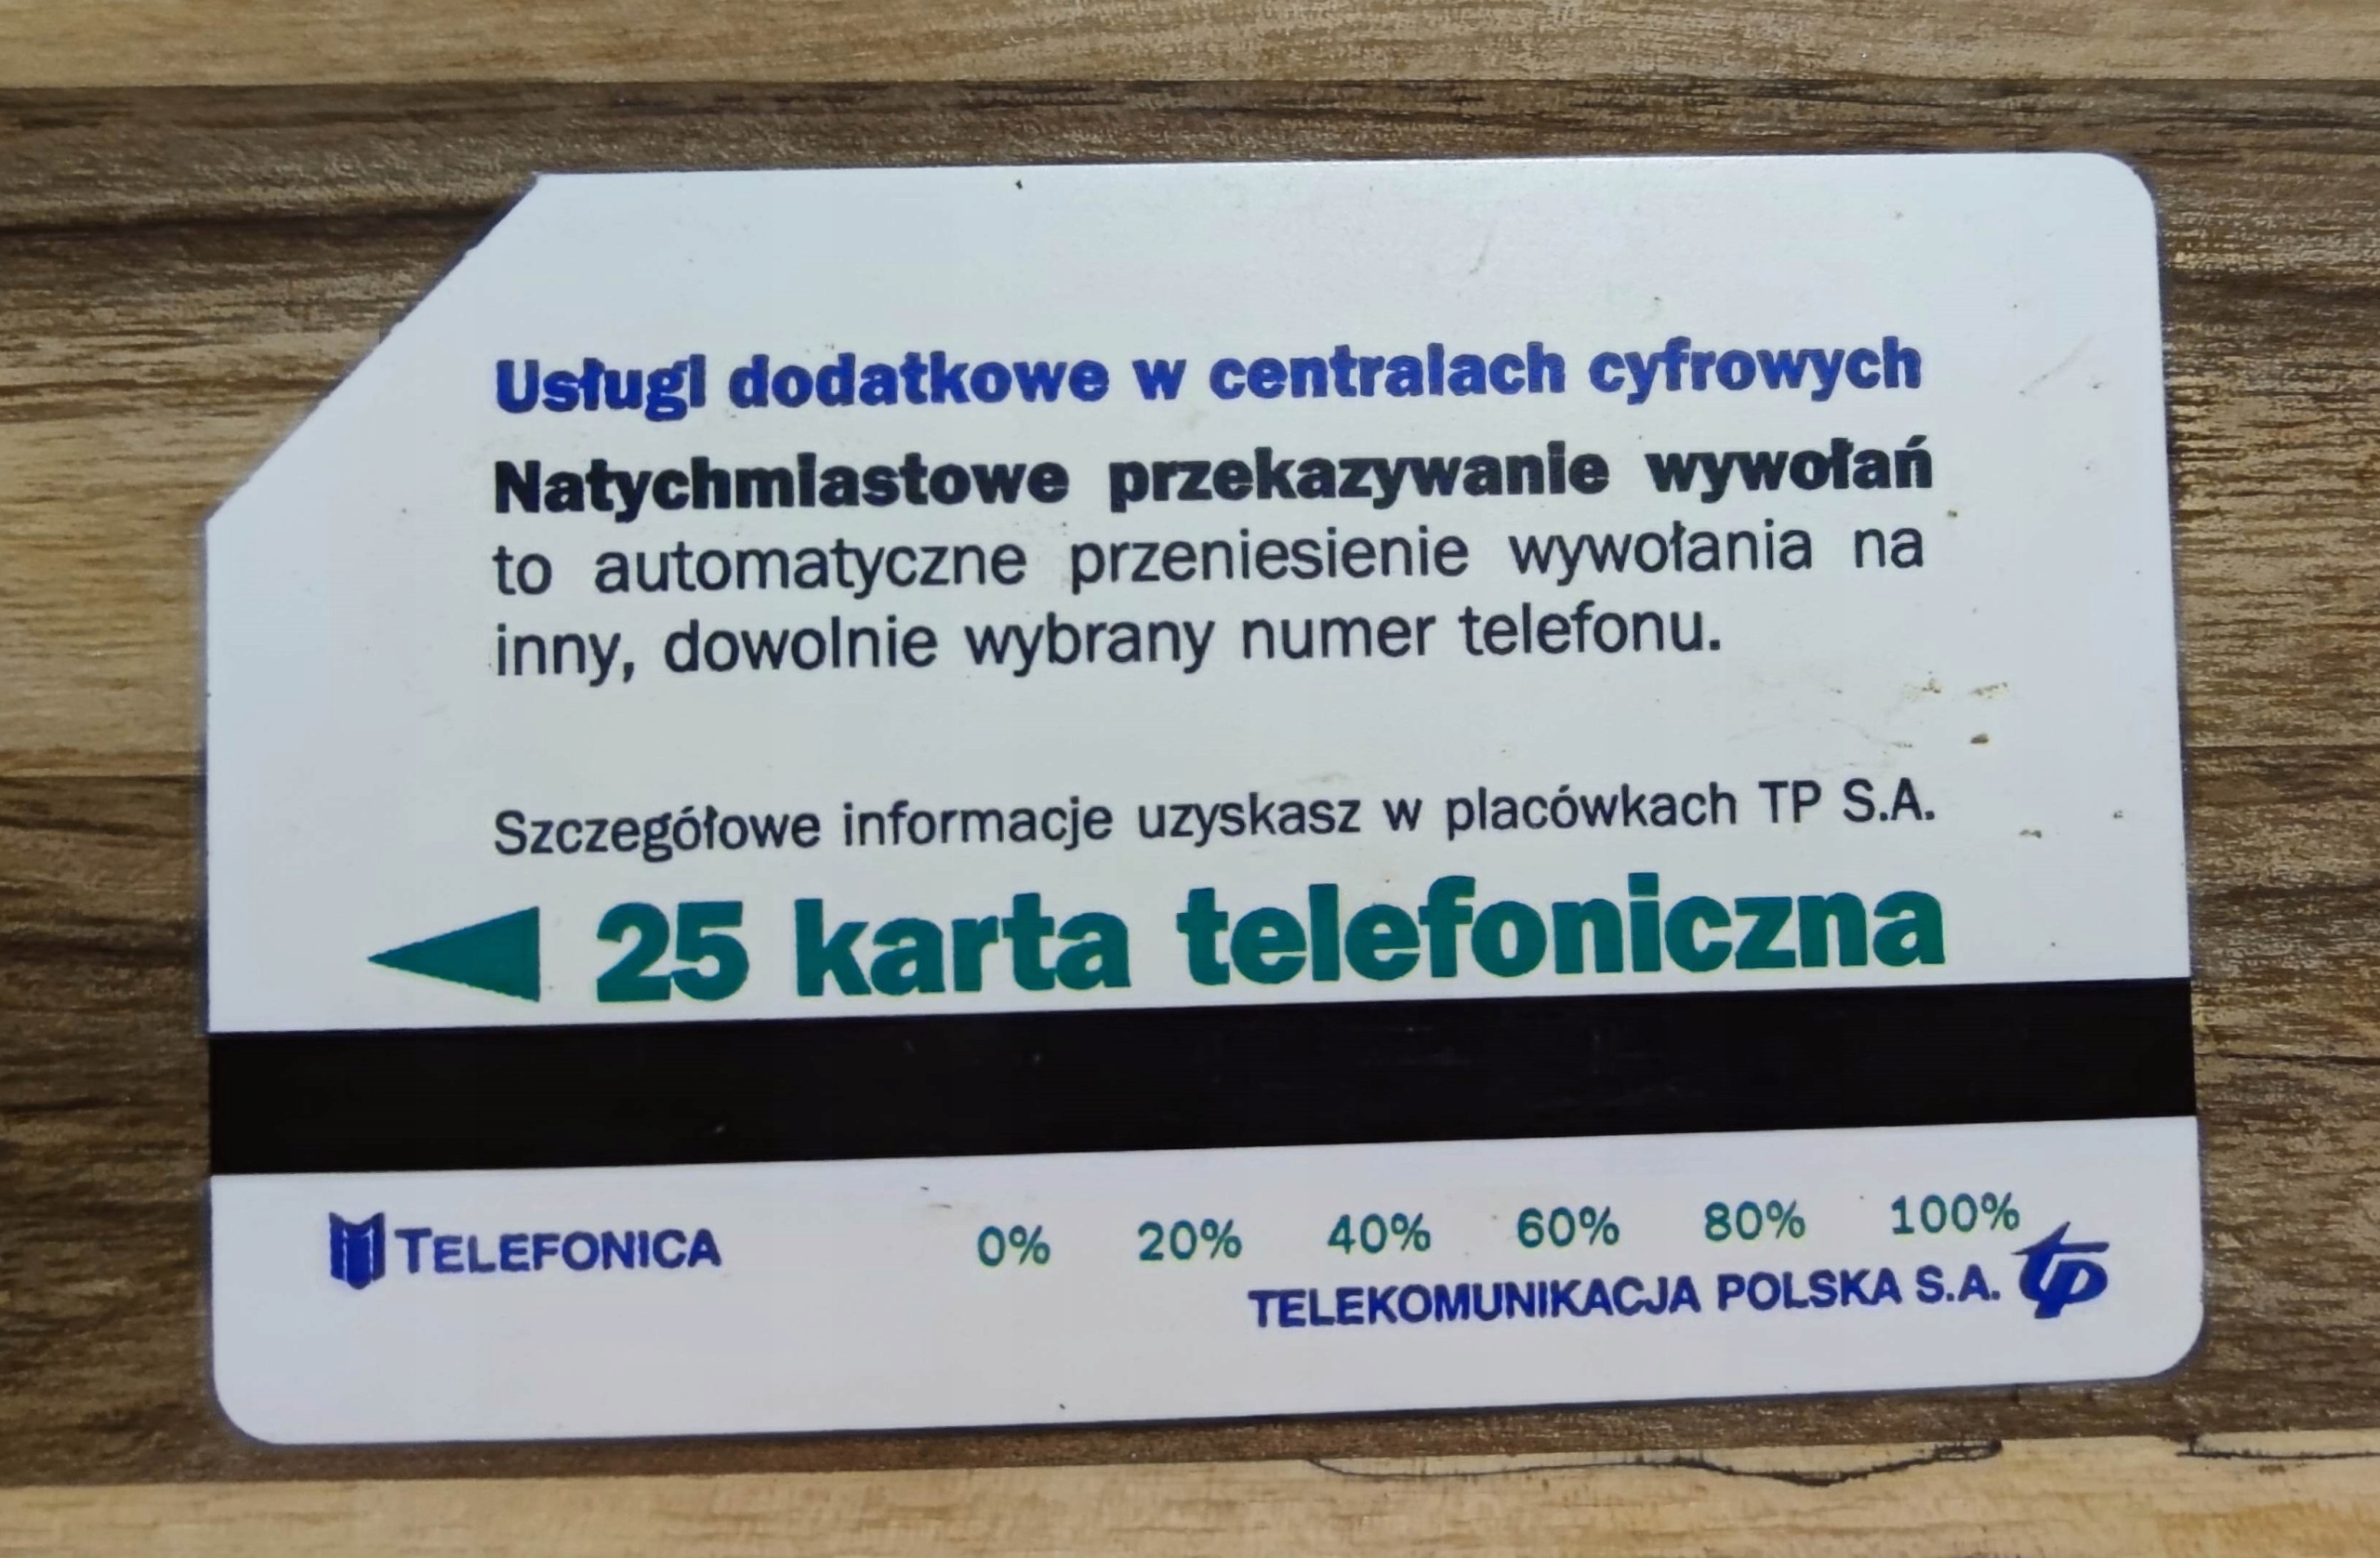 Usługi dodatkowe w centralach cyfrowych
Natychmiastowe przekazywanie wywołań
to automatyczne przeniesienie wywołania na
inny, dowolnie wybrany numer telefonu.
Szczegółowe informacje uzyskasz w placówkach TP S.A.
25 karta telefoniczna
TELEFONICA
0% 20% 40% 60% 80% 100%
TELEKOMUNIKACJA POLSKA S.A. tp